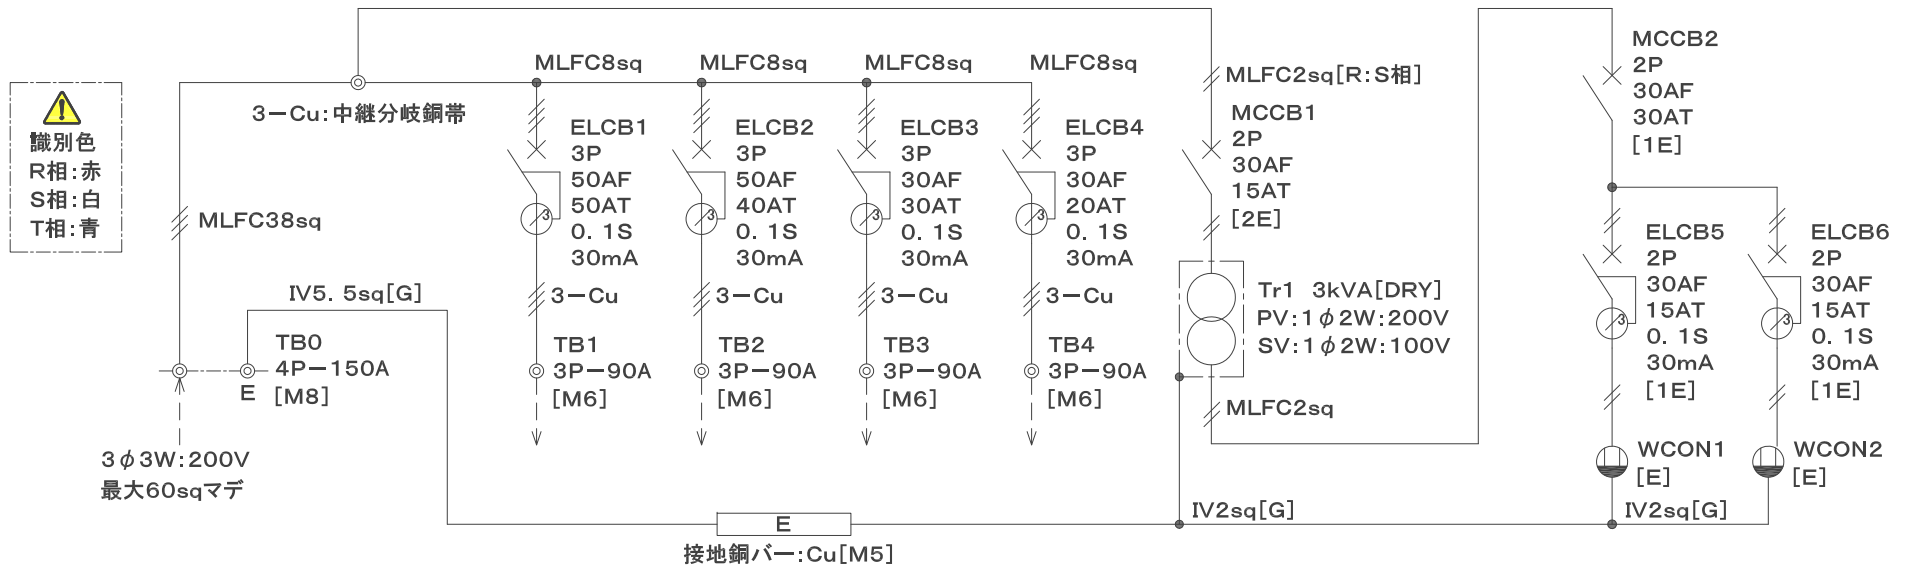 識別色
R相:赤
S相:白
T相:青
MLFC38sq
3φ3W:200V
最大60sqマデ
E
TB0
4P-150A
[M8]
IV5.5sq[G]
3-Cu:中継分岐銅帯
MLFC8sq
ELCB1
3P
50AF
50AT
0.1S
30mA
3
3-Cu
TB1
3P-90A
[M6]
MLFC8sq
ELCB2
3P
50AF
40AT
0.1S
30mA
3
3-Cu
TB2
3P-90A
[M6]
MLFC8sq
ELCB3
3P
30AF
30AT
0.1S
30mA
3
3-Cu
TB3
3P-90A
[M6]
MLFC8sq
ELCB4
3P
30AF
20AT
0.1S
30mA
3
3-Cu
TB4
3P-90A
[M6]
MLFC2sq[R:S相]
MCCB1
2P
30AF
15AT
[2E]
Tr1 3kVA[DRY]
PV:1φ2W:200V
SV:1φ2W:100V
MLFC2sq
MCCB2
2P
30AF
30AT
[1E]
ELCB5
2P
30AF
15AT
0.1S
30mA
[1E]
3
WCON1
[E]
ELCB6
2P
30AF
15AT
0.1S
30mA
[1E]
3
WCON2
[E]
E
接地銅バー:Cu[M5]
IV2sq[G]
IV2sq[G]